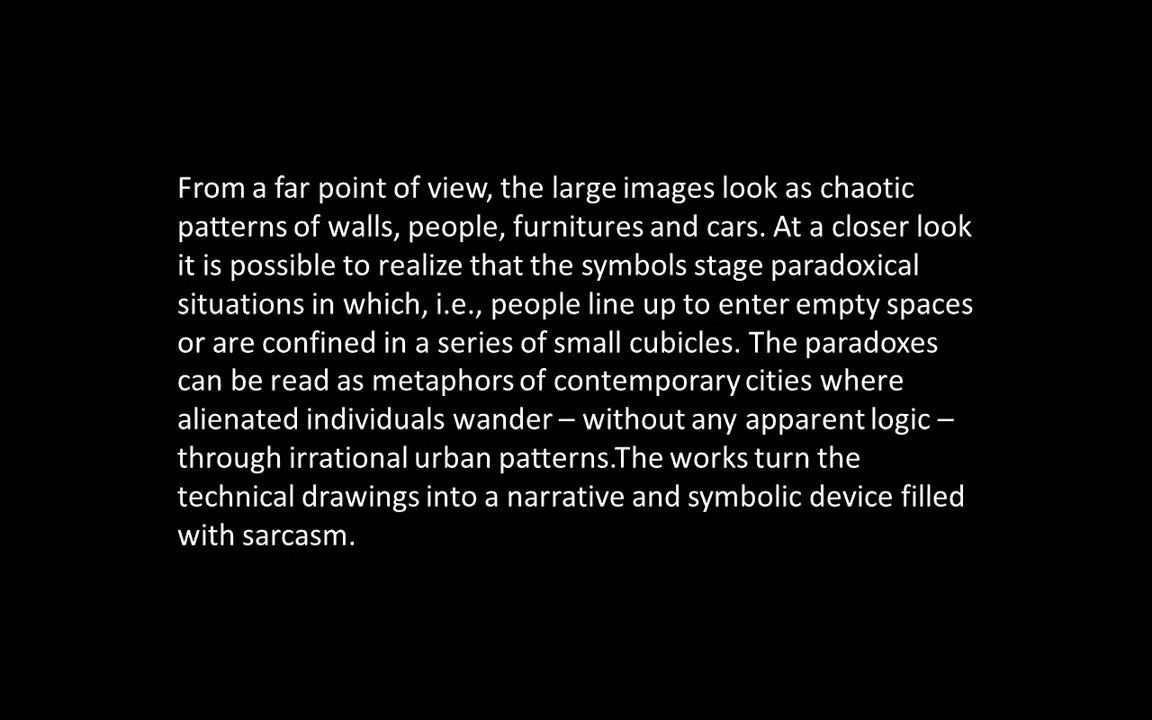 From a far point of view, the large images look as chaotic
patterns of walls, people, furnitures and cars. At a closer look
it is possible to realize that the symbols stage paradoxical
situations in which, i.e., people line up to enter empty spaces
or are confined in a series of small cubicles. The paradoxes
can be read as metaphors of contemporary cities where
alienated individuals wander – without any apparent logic –
through irrational urban patterns.The works turn the
technical drawings into a narrative and symbolic device filled
with sarcasm.